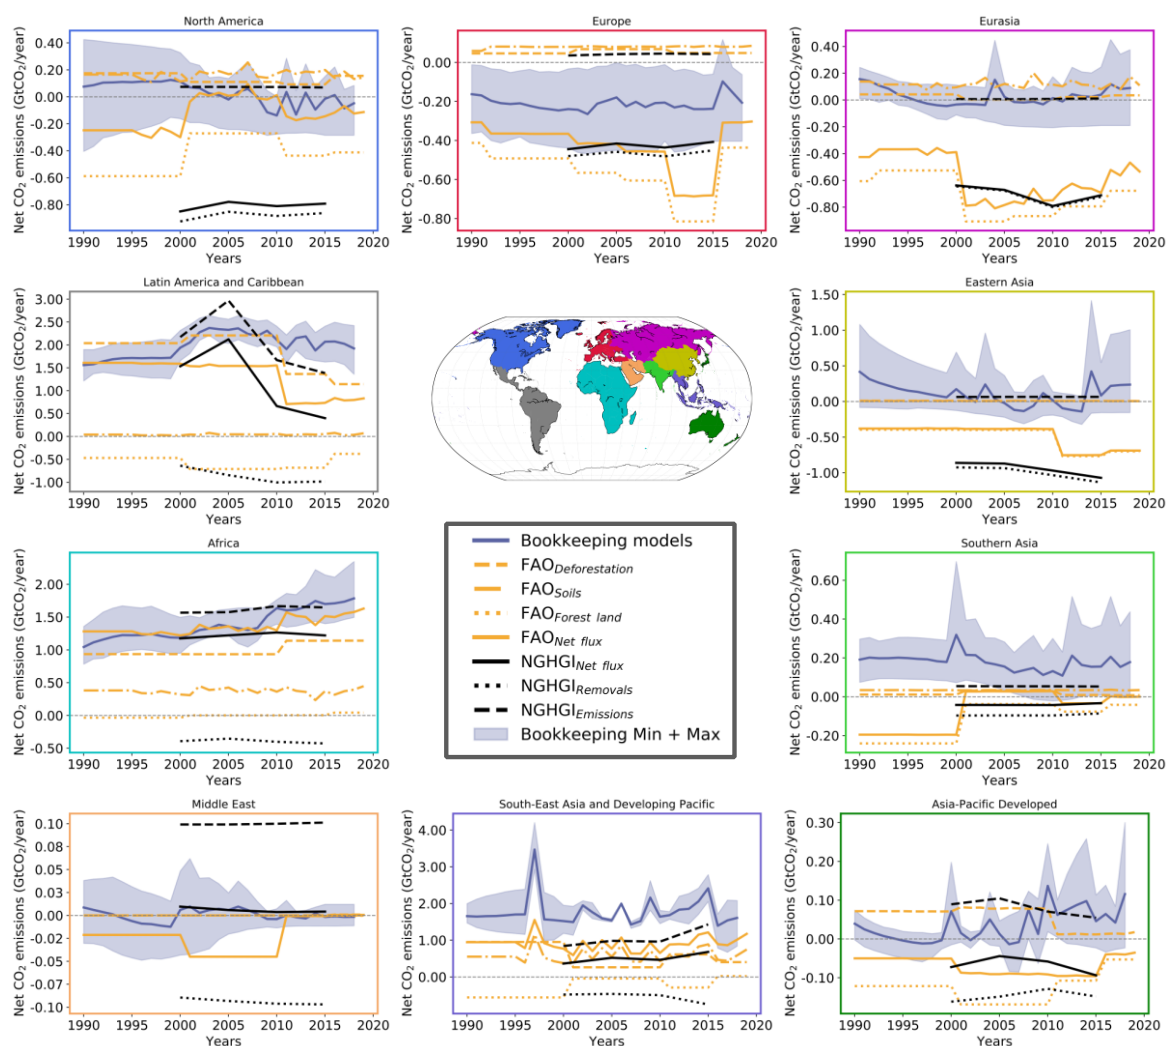 North America
Net CO₂ emissions (GtCO₂/year)
0.40
0.20
0.00
-0.20
-0.40
-0.60
-0.80
1990 1995 2000 2005 2010 2015 2020
Years
Europe
Net CO₂ emissions (GtCO₂/year)
0.00
-0.20
-0.40
-0.60
-0.80
1990 1995 2000 2005 2010 2015 2020
Years
Eurasia
Net CO₂ emissions (GtCO₂/year)
0.40
0.20
0.00
-0.20
-0.40
-0.60
-0.80
1990 1995 2000 2005 2010 2015 2020
Years
Latin America and Caribbean
Net CO₂ emissions (GtCO₂/year)
3.00
2.50
2.00
1.50
1.00
0.50
0.00
-0.50
-1.00
1990 1995 2000 2005 2010 2015 2020
Years
Eastern Asia
Net CO₂ emissions (GtCO₂/year)
1.50
1.00
0.50
0.00
-0.50
-1.00
1990 1995 2000 2005 2010 2015 2020
Years
Africa
Net CO₂ emissions (GtCO₂/year)
2.00
1.50
1.00
0.50
0.00
-0.50
1990 1995 2000 2005 2010 2015 2020
Years
Bookkeeping models
FAO Deforestation
FAO Soils
FAO Forest land
FAO Net flux
NGHGI Net flux
NGHGI Removals
NGHGI Emissions
Bookkeeping Min + Max
Southern Asia
Net CO₂ emissions (GtCO₂/year)
0.60
0.40
0.20
0.00
-0.20
1990 1995 2000 2005 2010 2015 2020
Years
Middle East
Net CO₂ emissions (GtCO₂/year)
0.10
0.08
0.05
0.03
0.00
-0.02
-0.05
-0.07
-0.10
1990 1995 2000 2005 2010 2015 2020
Years
South-East Asia and Developing Pacific
Net CO₂ emissions (GtCO₂/year)
4.00
3.00
2.00
1.00
0.00
1990 1995 2000 2005 2010 2015 2020
Years
Asia-Pacific Developed
Net CO₂ emissions (GtCO₂/year)
0.30
0.20
0.10
0.00
-0.10
1990 1995 2000 2005 2010 2015 2020
Years